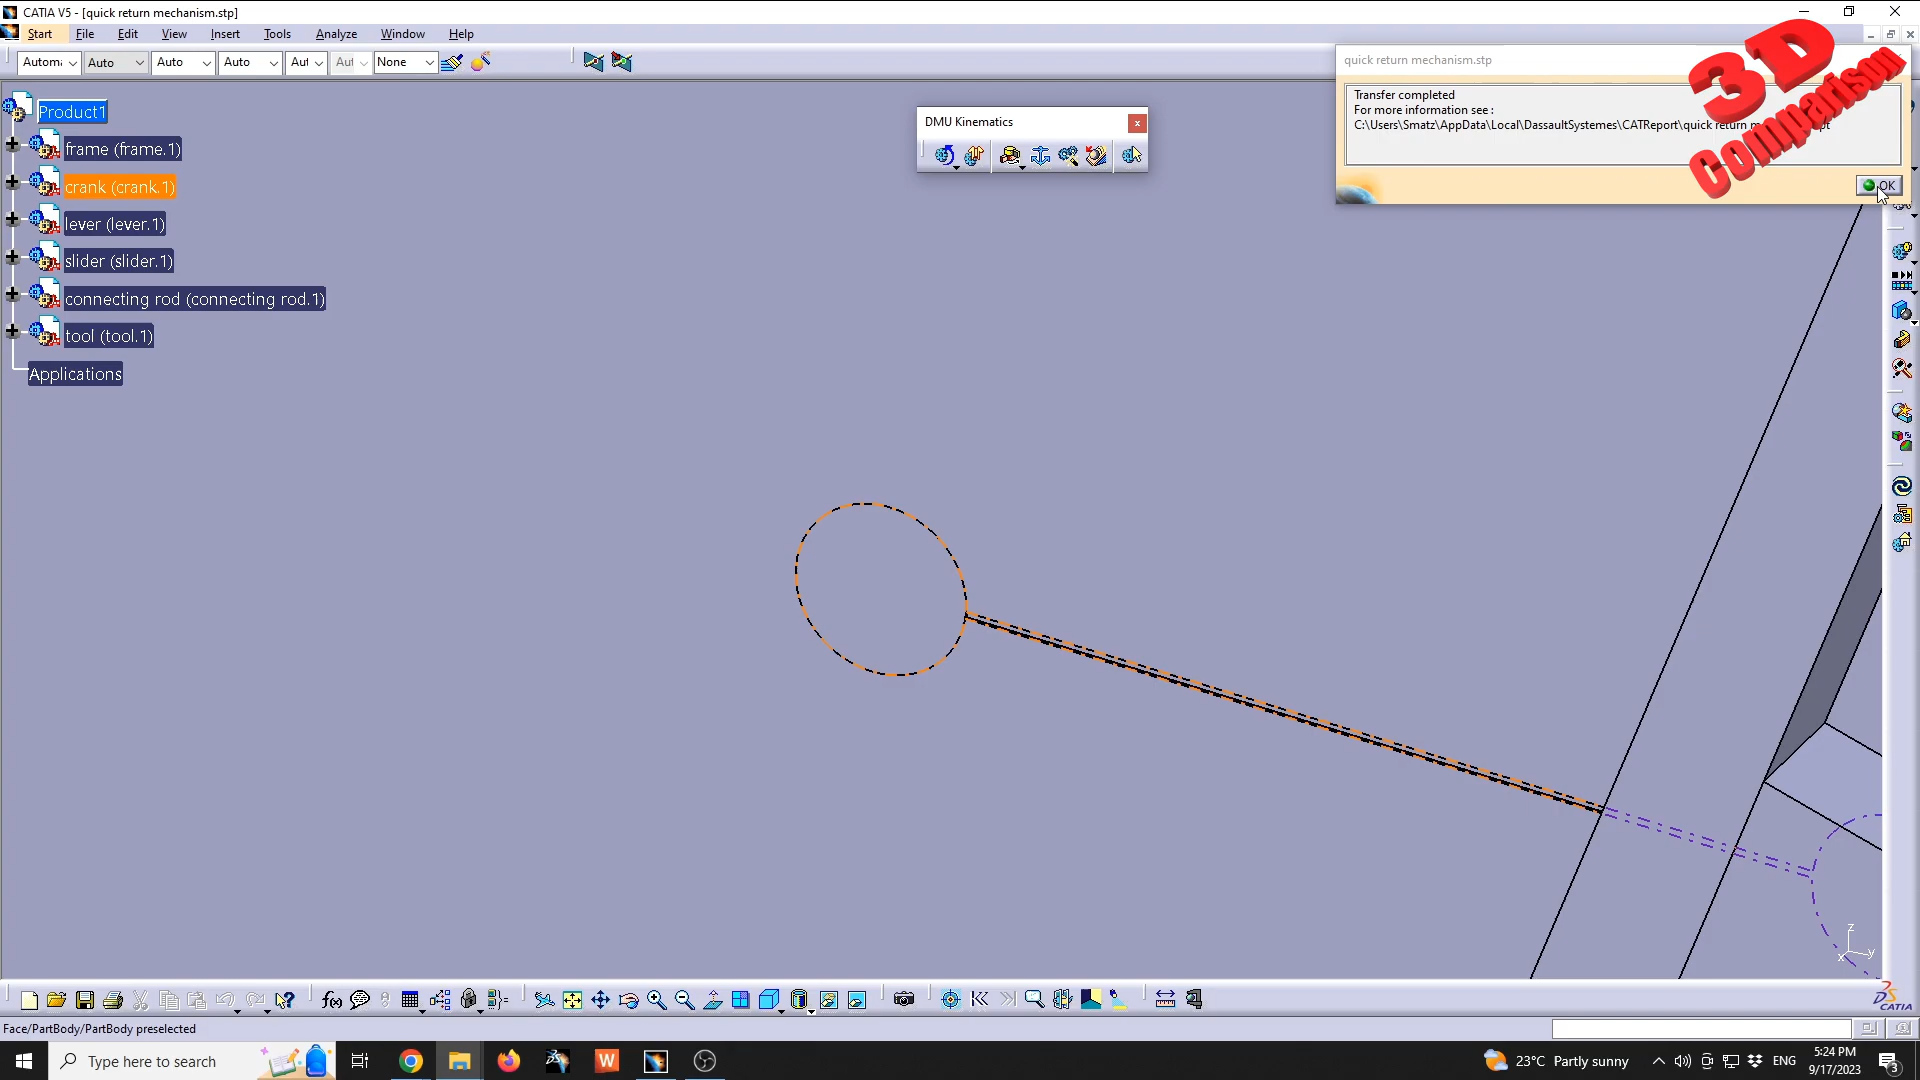 CATIA V5 - [quick return mechanism.stp]
Start File Edit View Insert Tools Analyze Window Help
Automa Auto Auto Auto Aut Aut None
quick return mechanism.stp
Transfer completed
For more information see :
C:\Users\Smatz\AppData\Local\DassaultSystemes\CATReport\quick return m
OK
3D
Comparison
DMU Kinematics
Product1
frame (frame.1)
crank (crank.1)
lever (lever.1)
slider (slider.1)
connecting rod (connecting rod.1)
tool (tool.1)
Applications
z
x y
f(x)
CATIA
Face/PartBody/PartBody preselected
Type here to search
W
23°C Partly sunny
ENG
5:24 PM
9/17/2023
3